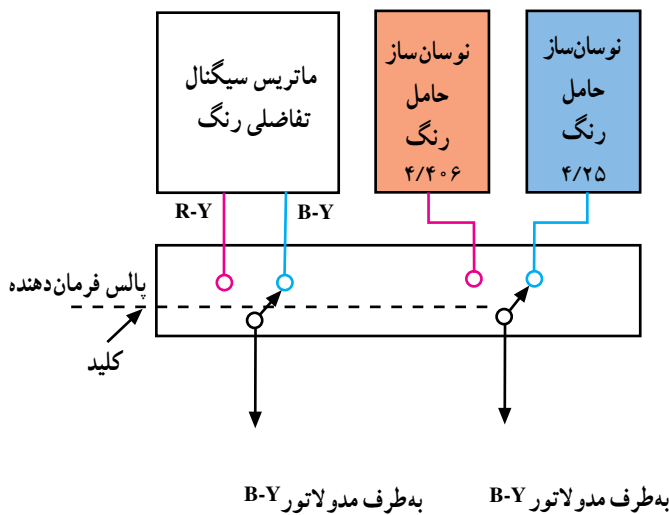 ماتریس سیگنال
تفاضلی رنگ
نوسان‌ساز
حامل
رنگ
۴/۴۰۶
نوسان‌ساز
حامل
رنگ
۴/۲۵
R-Y
B-Y
پالس فرمان‌دهنده
کلید
به‌طرف مدولاتور B-Y
به‌طرف مدولاتور B-Y